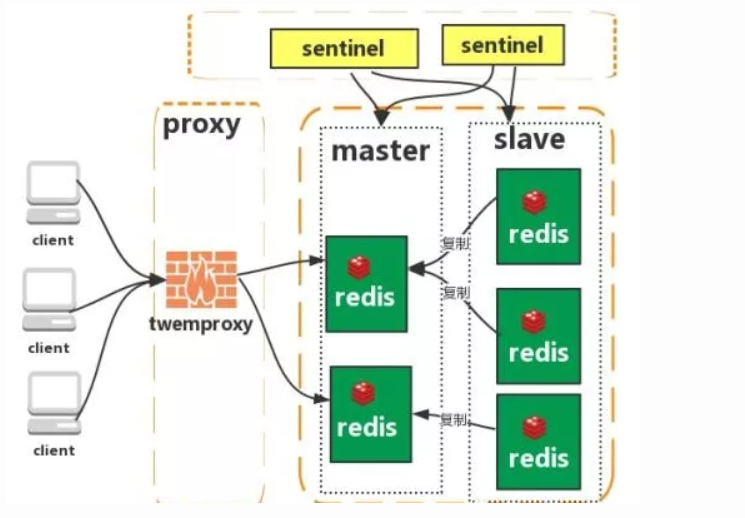 sentinel
sentinel
proxy
master
slave
client
client
client
twemproxy
redis
redis
复制
复制
复制
redis
redis
redis